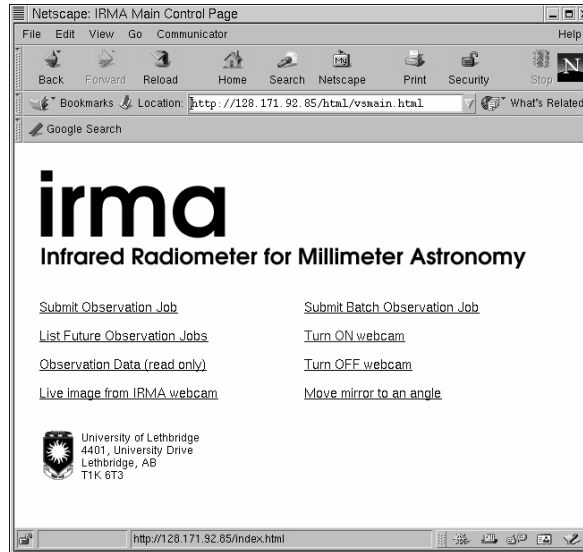 Netscape: IRMA Main Control Page
File Edit View Go Communicator Help
Back Forward Reload Home Search Netscape Print Security Stop
My
N
Bookmarks Location: http://128.171.92.85/html/vsmain.html What's Related
Google Search
irma
Infrared Radiometer for Millimeter Astronomy
Submit Observation Job Submit Batch Observation Job
List Future Observation Jobs Turn ON webcam
Observation Data (read only) Turn OFF webcam
Live image from IRMA webcam Move mirror to an angle
University of Lethbridge
4401, University Drive
Lethbridge, AB
T1K 6T3
http://128.171.92.85/index.html